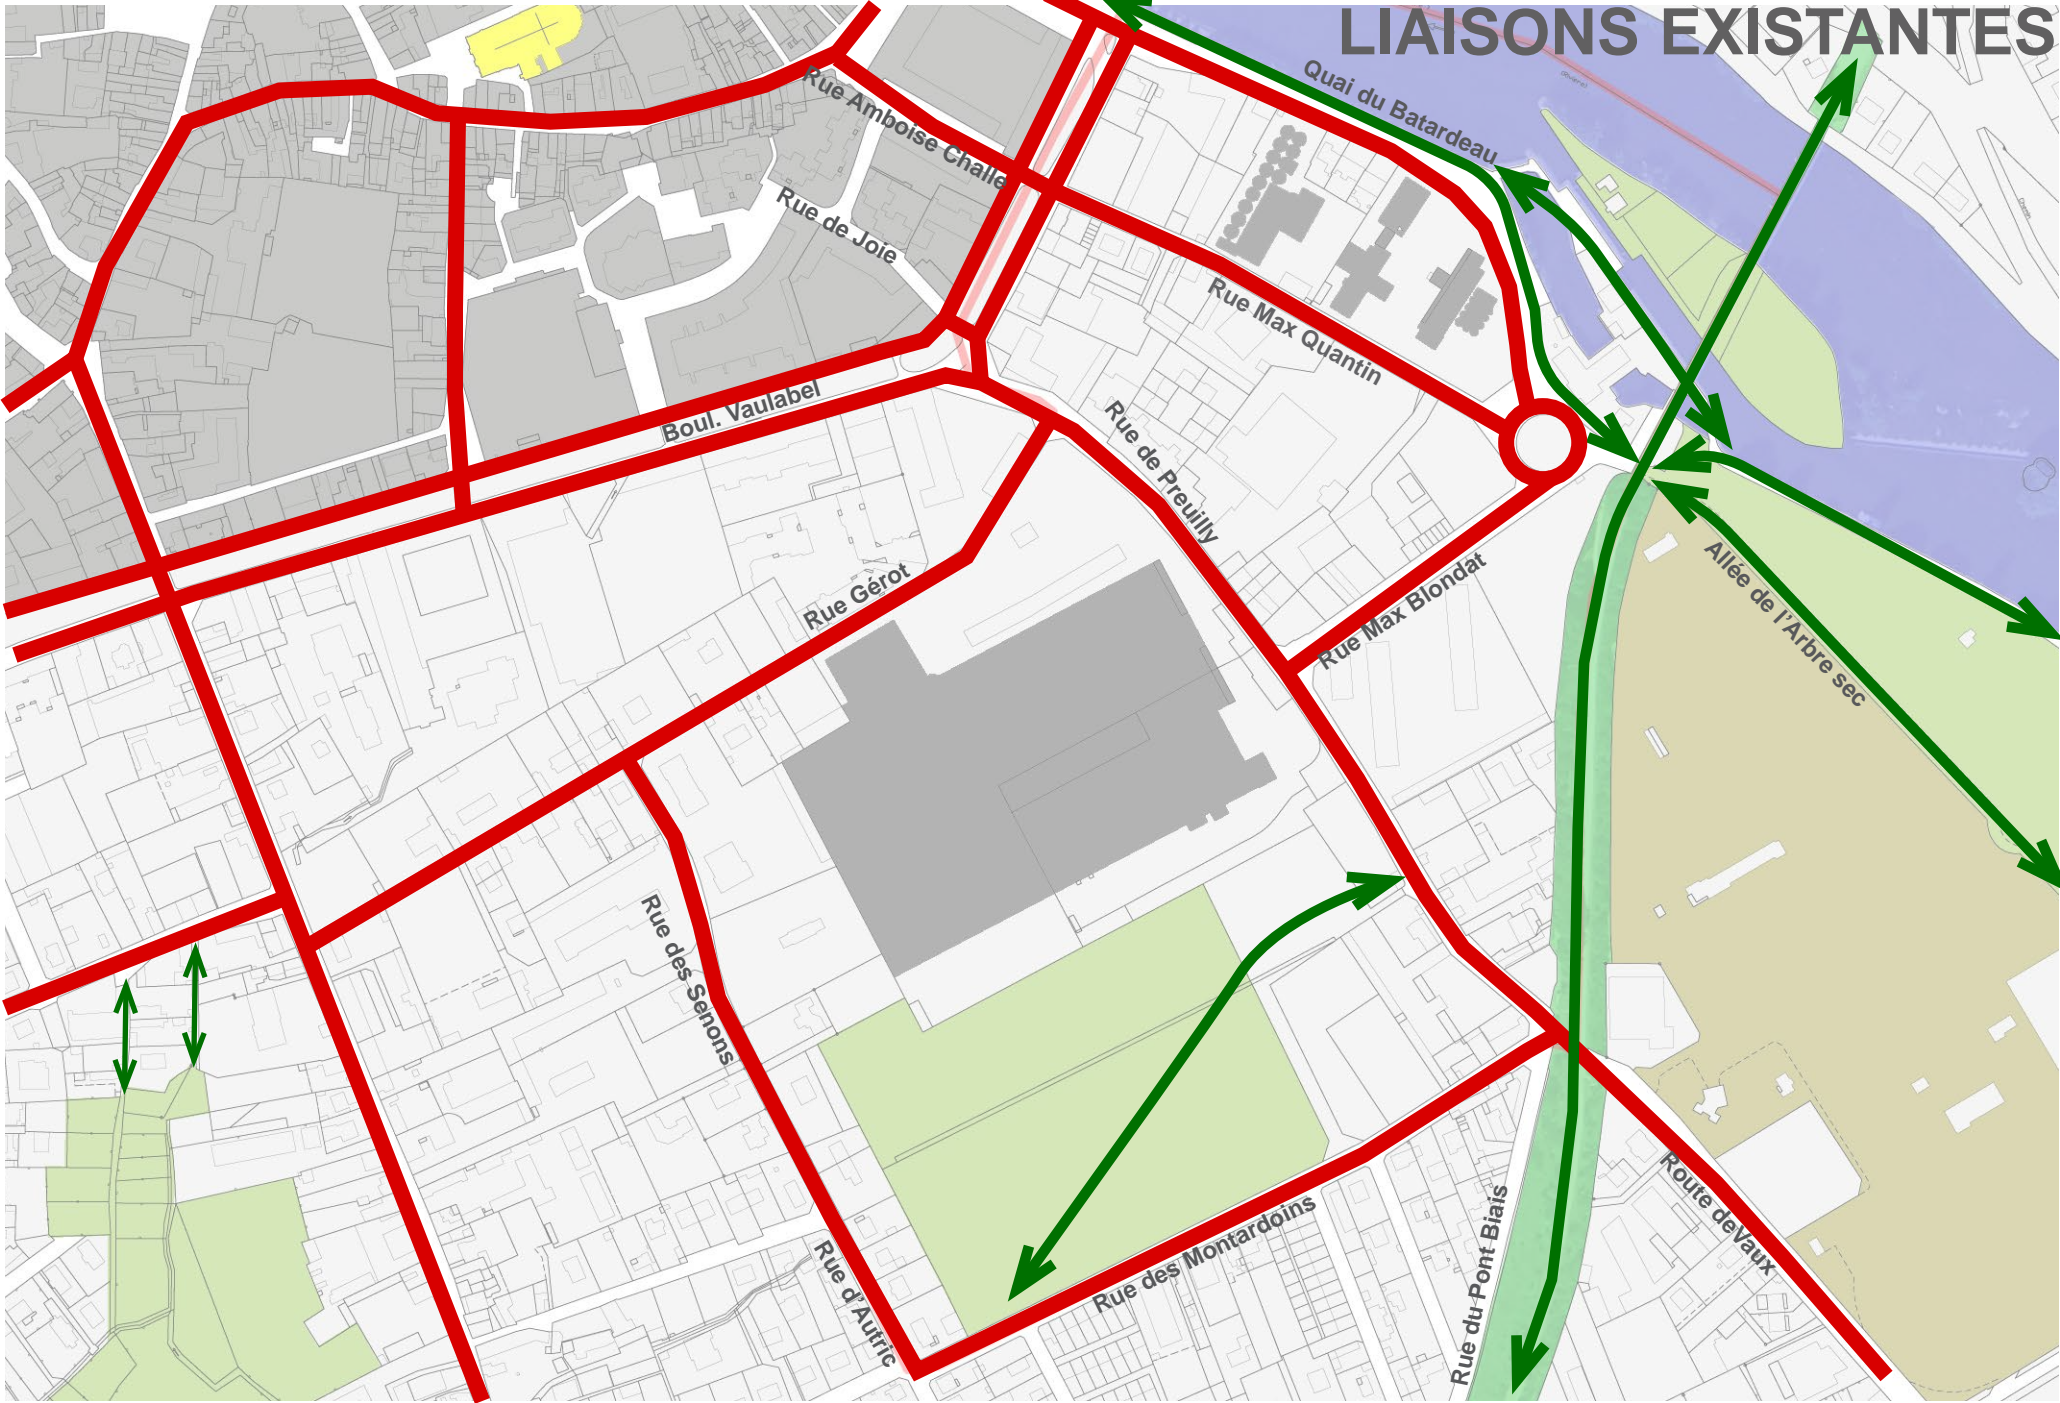 LIAISONS EXISTANTES
Quai du Batardeau
Rue Amboise Challe
Rue de Joie
Rue Max Quantin
Boul. Vaulabel
Rue de Preuilly
Rue Gérot
Rue Max Blondat
Allée de l'Arbre sec
Rue des Senons
Rue d'Autric
Rue des Montardoins
Rue du Pont Biais
Route deVaux